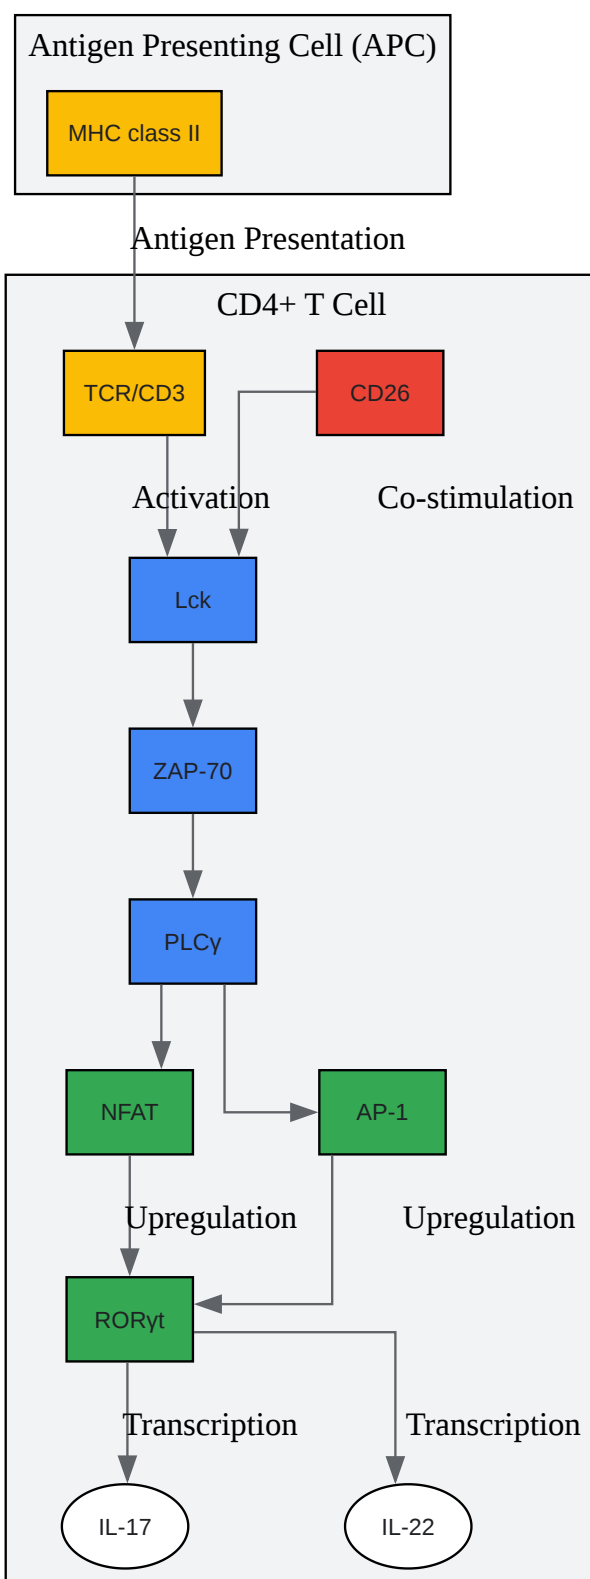 Antigen Presenting Cell (APC)
MHC class II
Antigen Presentation
CD4+ T Cell
TCR/CD3
CD26
Activation
Co-stimulation
Lck
ZAP-70
PLCγ
NFAT
AP-1
Upregulation
Upregulation
RORγt
Transcription
Transcription
IL-17
IL-22